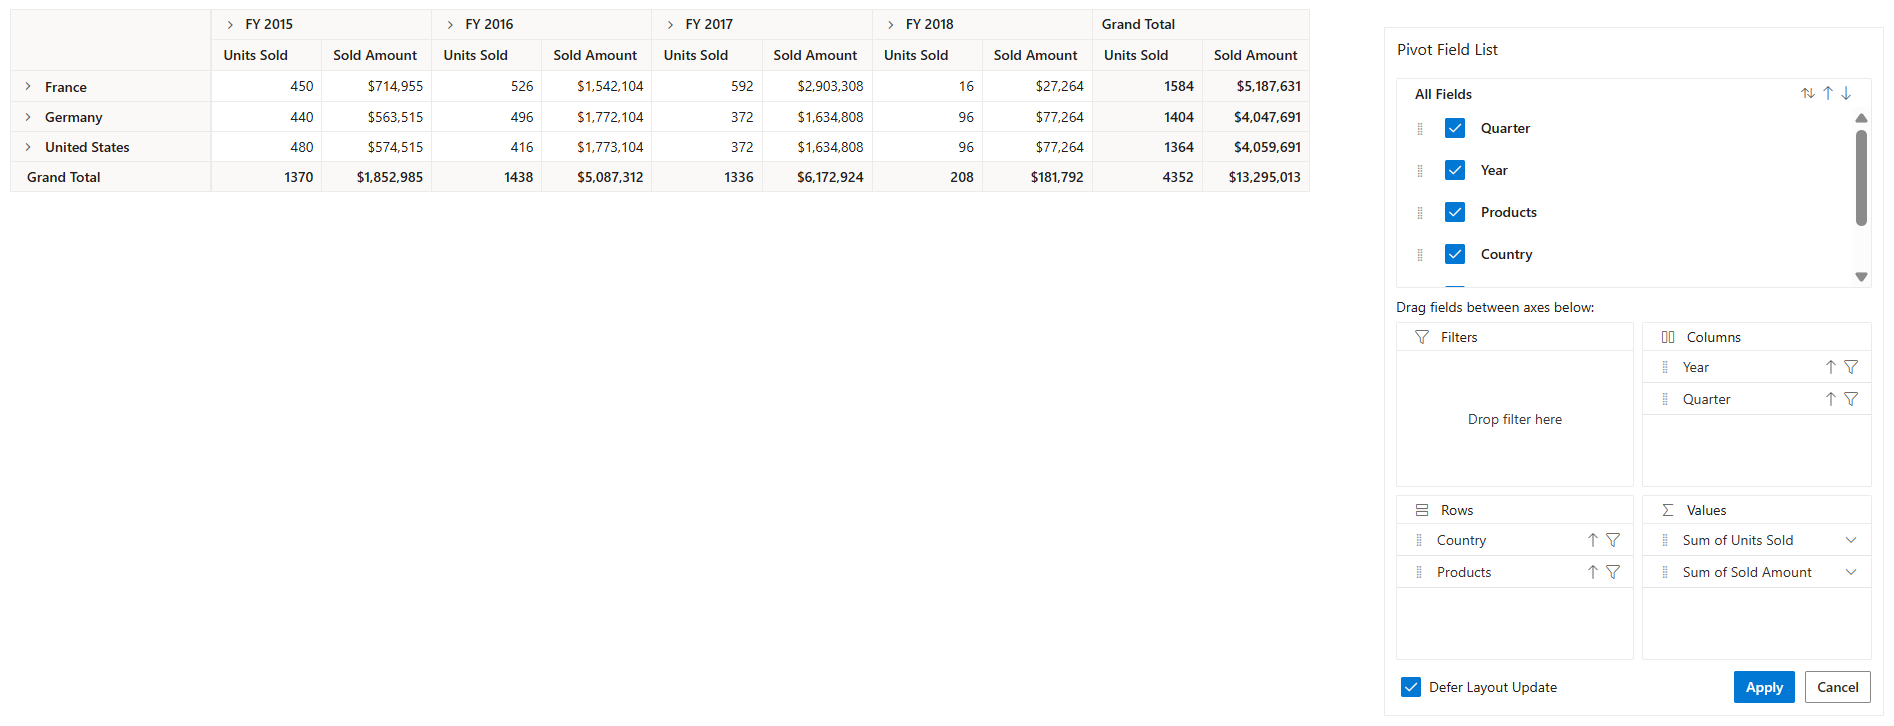 FY 2015 FY 2016 FY 2017 FY 2018 Grand Total
Units Sold Sold Amount Units Sold Sold Amount Units Sold Sold Amount Units Sold Sold Amount Units Sold Sold Amount
France 450 $714,955 526 $1,542,104 592 $2,903,308 16 $27,264 1584 $5,187,631
Germany 440 $563,515 496 $1,772,104 372 $1,634,808 96 $77,264 1404 $4,047,691
United States 480 $574,515 416 $1,773,104 372 $1,634,808 96 $77,264 1364 $4,059,691
Grand Total 1370 $1,852,985 1438 $5,087,312 1336 $6,172,924 208 $181,792 4352 $13,295,013
Pivot Field List
All Fields
Quarter
Year
Products
Country
Drag fields between axes below:
Filters
Drop filter here
Columns
Year
Quarter
Rows
Country
Products
Values
Sum of Units Sold
Sum of Sold Amount
Defer Layout Update
Apply Cancel